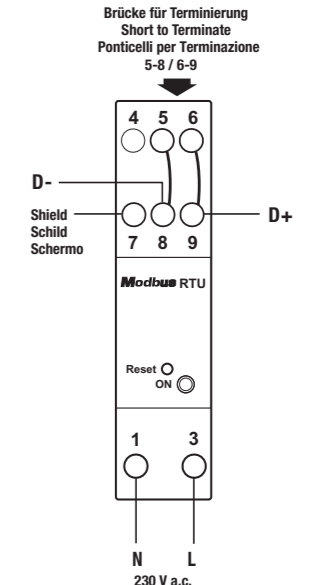 Brücke für Terminierung
Short to Terminate
Ponticelli per Terminazione
5-8 / 6-9
4 5 6
D-
D+
Shield
Schild
Schermo
7 8 9
Modbus RTU
Reset
ON
1 3
N L
230 V a.c.